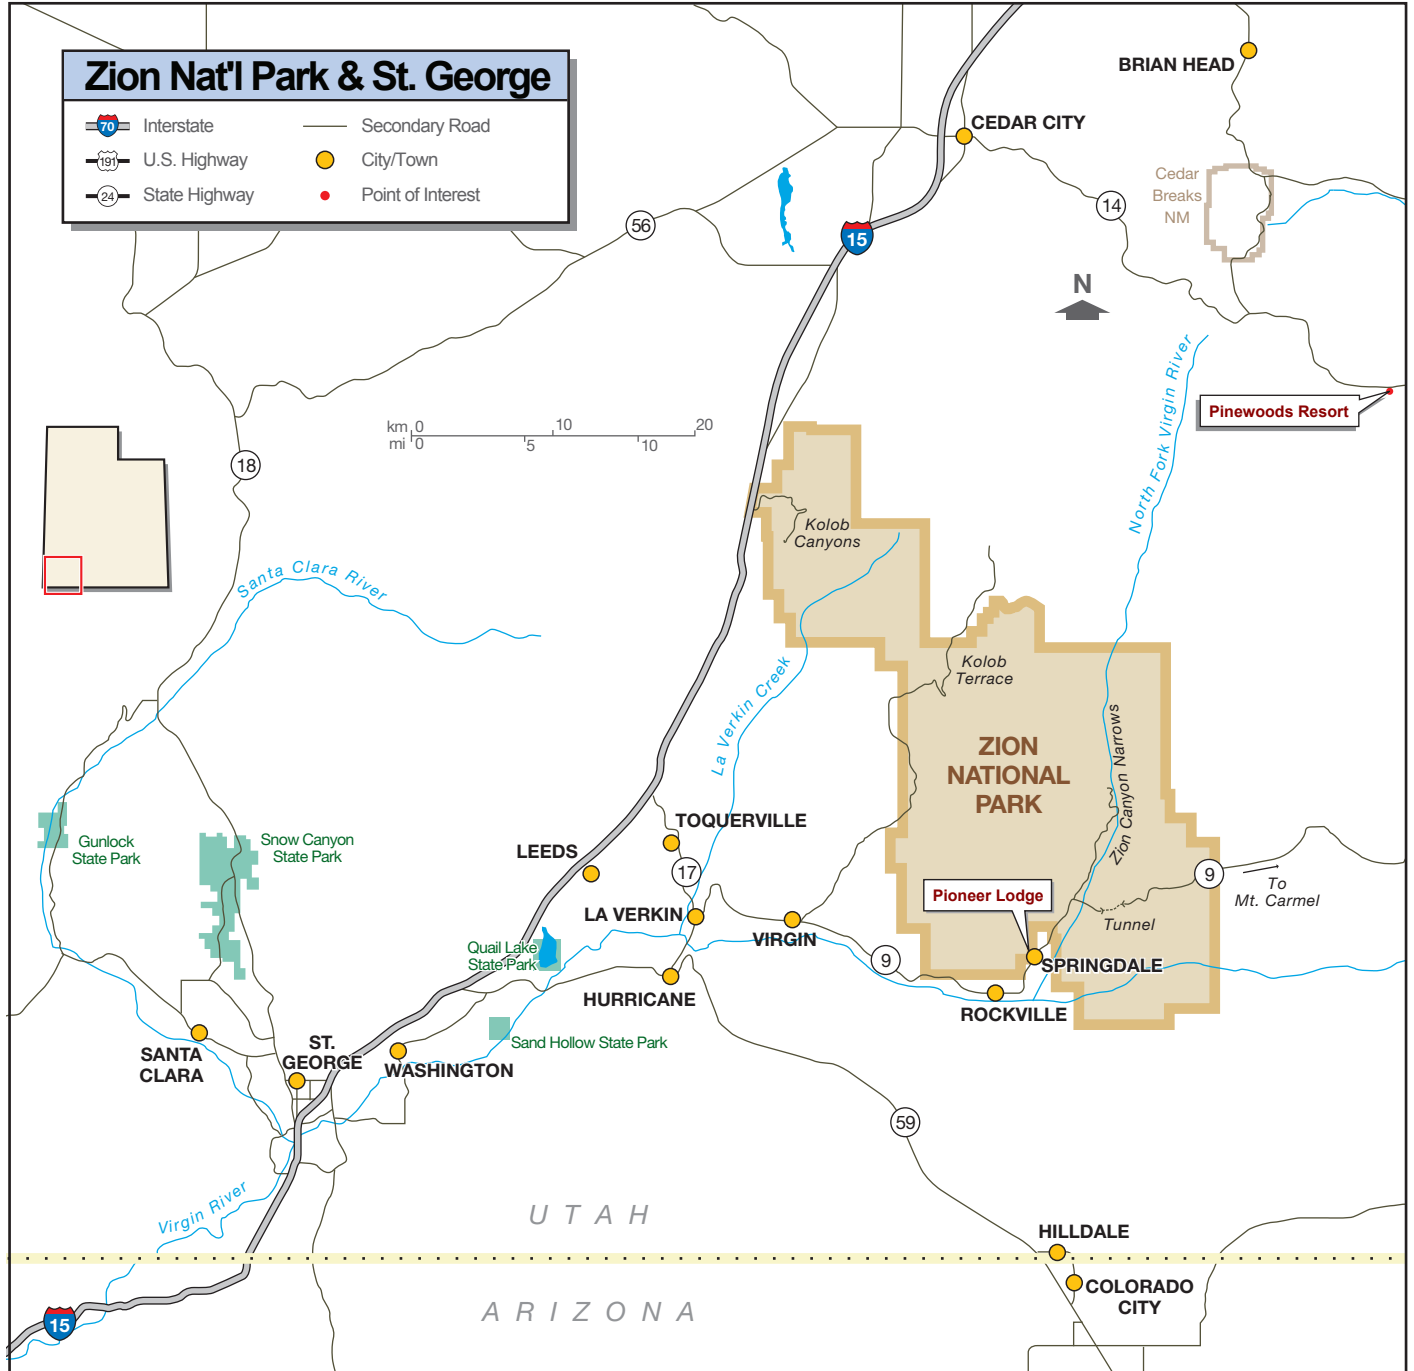 Zion Nat'l Park & St. George
70 Interstate
Secondary Road
191 U.S. Highway
City/Town
24 State Highway
Point of Interest
BRIAN HEAD
CEDAR CITY
Cedar
Breaks
NM
14
56
15
N
Pinewoods Resort
North Fork Virgin River
km 0 10 20
mi 0 5 10
18
Kolob
Canyons
Santa Clara River
Kolob
Terrace
La Verkin Creek
ZION
NATIONAL
PARK
Zion Canyon Narrows
TOQUERVILLE
Gunlock
State Park
Snow Canyon
State Park
LEEDS
17
9
To
Mt. Carmel
Pioneer Lodge
LA VERKIN
VIRGIN
Tunnel
Quail Lake
State Park
9
SPRINGDALE
HURRICANE
ROCKVILLE
Sand Hollow State Park
SANTA
CLARA
ST.
GEORGE
WASHINGTON
59
Virgin River
UTAH
HILLDALE
COLORADO
CITY
ARIZONA
15